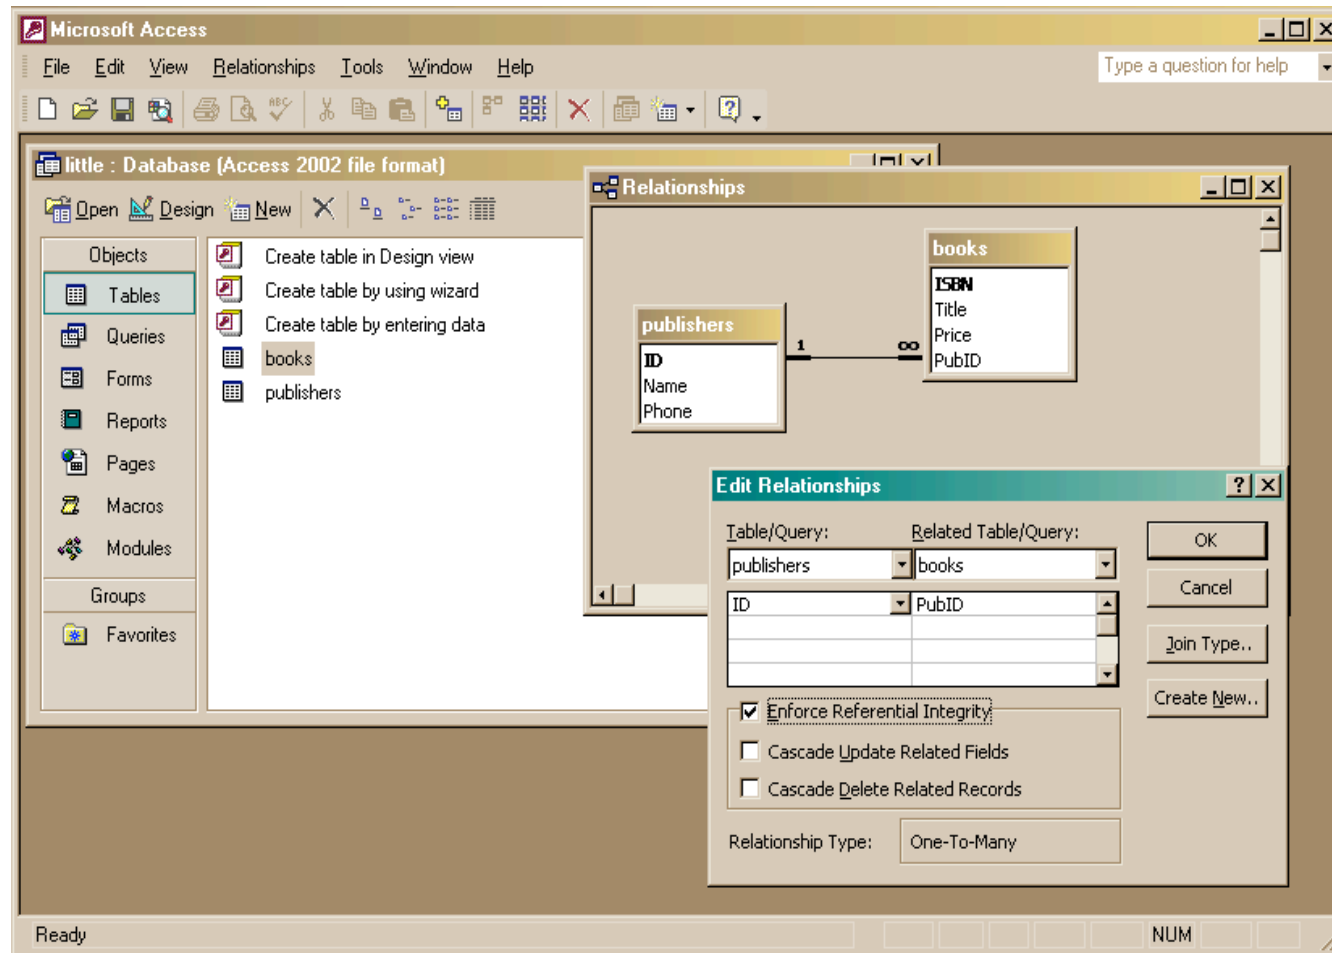 Microsoft Access
File Edit View Relationships Tools Window Help
Type a question for help
ABC
little : Database (Access 2002 file format)
Open Design New
Objects
Tables
Queries
Forms
Reports
Pages
Macros
Modules
Groups
Favorites
Create table in Design view
Create table by using wizard
Create table by entering data
books
publishers
Relationships
publishers
ID
Name
Phone
1 ∞
books
ISBN
Title
Price
PubID
Edit Relationships
Table/Query: Related Table/Query:
publishers books
ID PubID
OK
Cancel
Join Type..
Create New..
Enforce Referential Integrity
Cascade Update Related Fields
Cascade Delete Related Records
Relationship Type: One-To-Many
Ready NUM